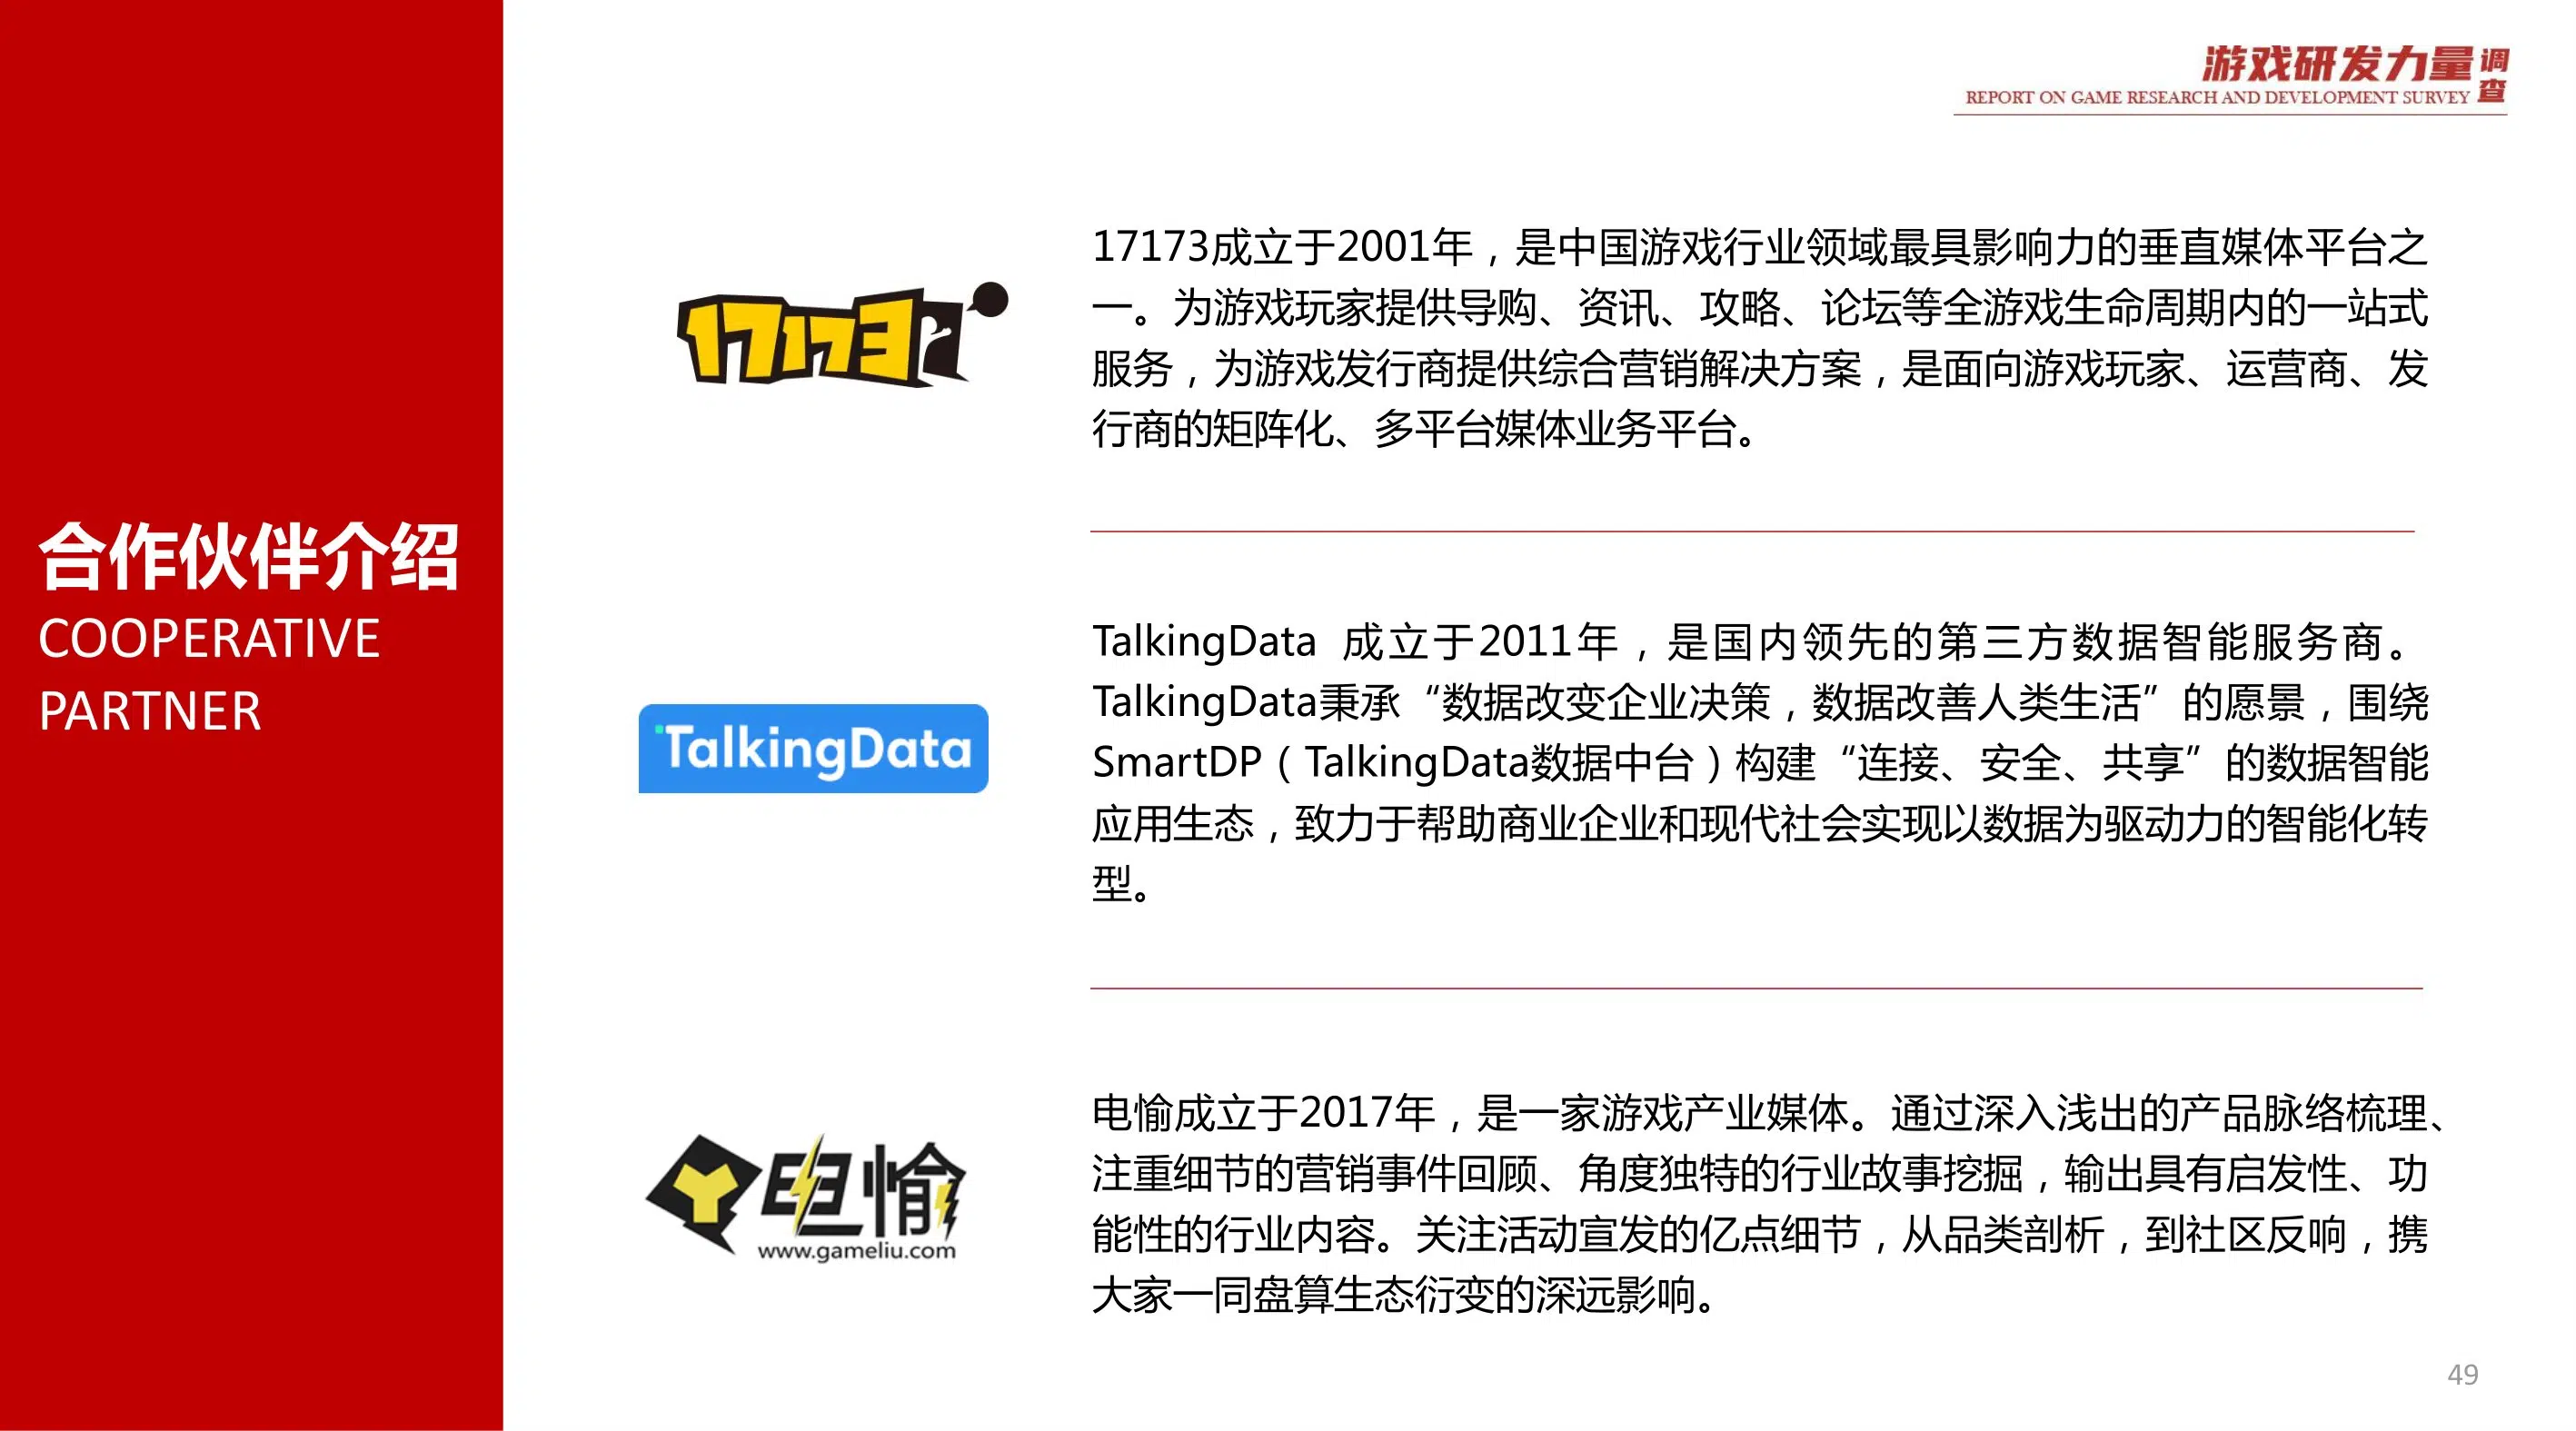 游戏研发力量调查
REPORT ON GAME RESEARCH AND DEVELOPMENT SURVEY
合作伙伴介绍
COOPERATIVE
PARTNER
17173
17173成立于2001年，是中国游戏行业领域最具影响力的垂直媒体平台之
一。为游戏玩家提供导购、资讯、攻略、论坛等全游戏生命周期内的一站式
服务，为游戏发行商提供综合营销解决方案，是面向游戏玩家、运营商、发
行商的矩阵化、多平台媒体业务平台。
TalkingData
TalkingData 成立于2011年，是国内领先的第三方数据智能服务商。
TalkingData秉承“数据改变企业决策，数据改善人类生活”的愿景，围绕
SmartDP（TalkingData数据中台）构建“连接、安全、共享”的数据智能
应用生态，致力于帮助商业企业和现代社会实现以数据为驱动力的智能化转
型。
电愉
www.gameliu.com
电愉成立于2017年，是一家游戏产业媒体。通过深入浅出的产品脉络梳理、
注重细节的营销事件回顾、角度独特的行业故事挖掘，输出具有启发性、功
能性的行业内容。关注活动宣发的亿点细节，从品类剖析，到社区反响，携
大家一同盘算生态衍变的深远影响。
49